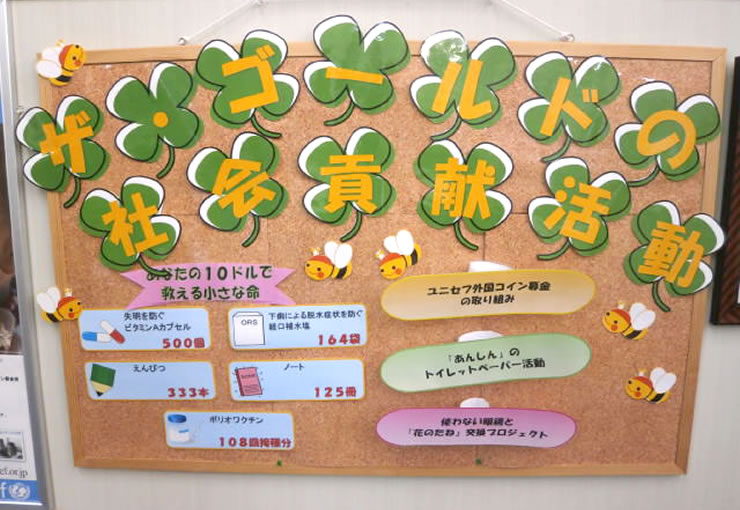 ザ・ゴールドの
社会貢献活動
あなたの10ドルで
救える小さな命
失明を防ぐ
ビタミンAカプセル
500個
ORS
下痢による脱水症状を防ぐ
経口補水塩
164袋
えんぴつ
333本
ノート
125冊
ポリオワクチン
108回接種分
ユニセフ外国コイン募金
の取り組み
「あんしん」の
トイレットペーパー活動
使わない眼鏡と
「花のたね」交換プロジェクト
ef.or.jp
f